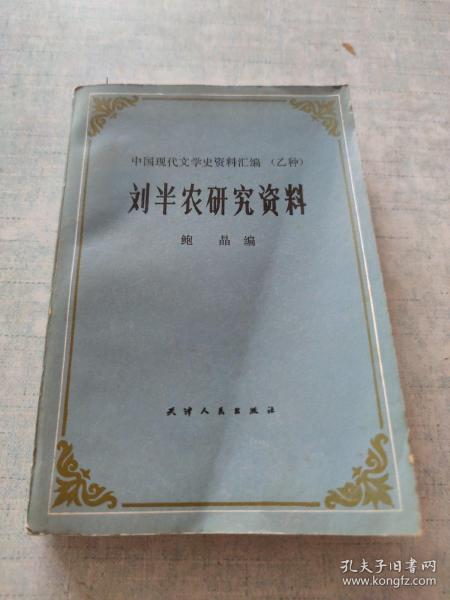 中国现代文学史资料汇编（乙种）
刘半农研究资料
鲍晶编
天津人民出版社
孔夫子旧书网
www.kongfz.com